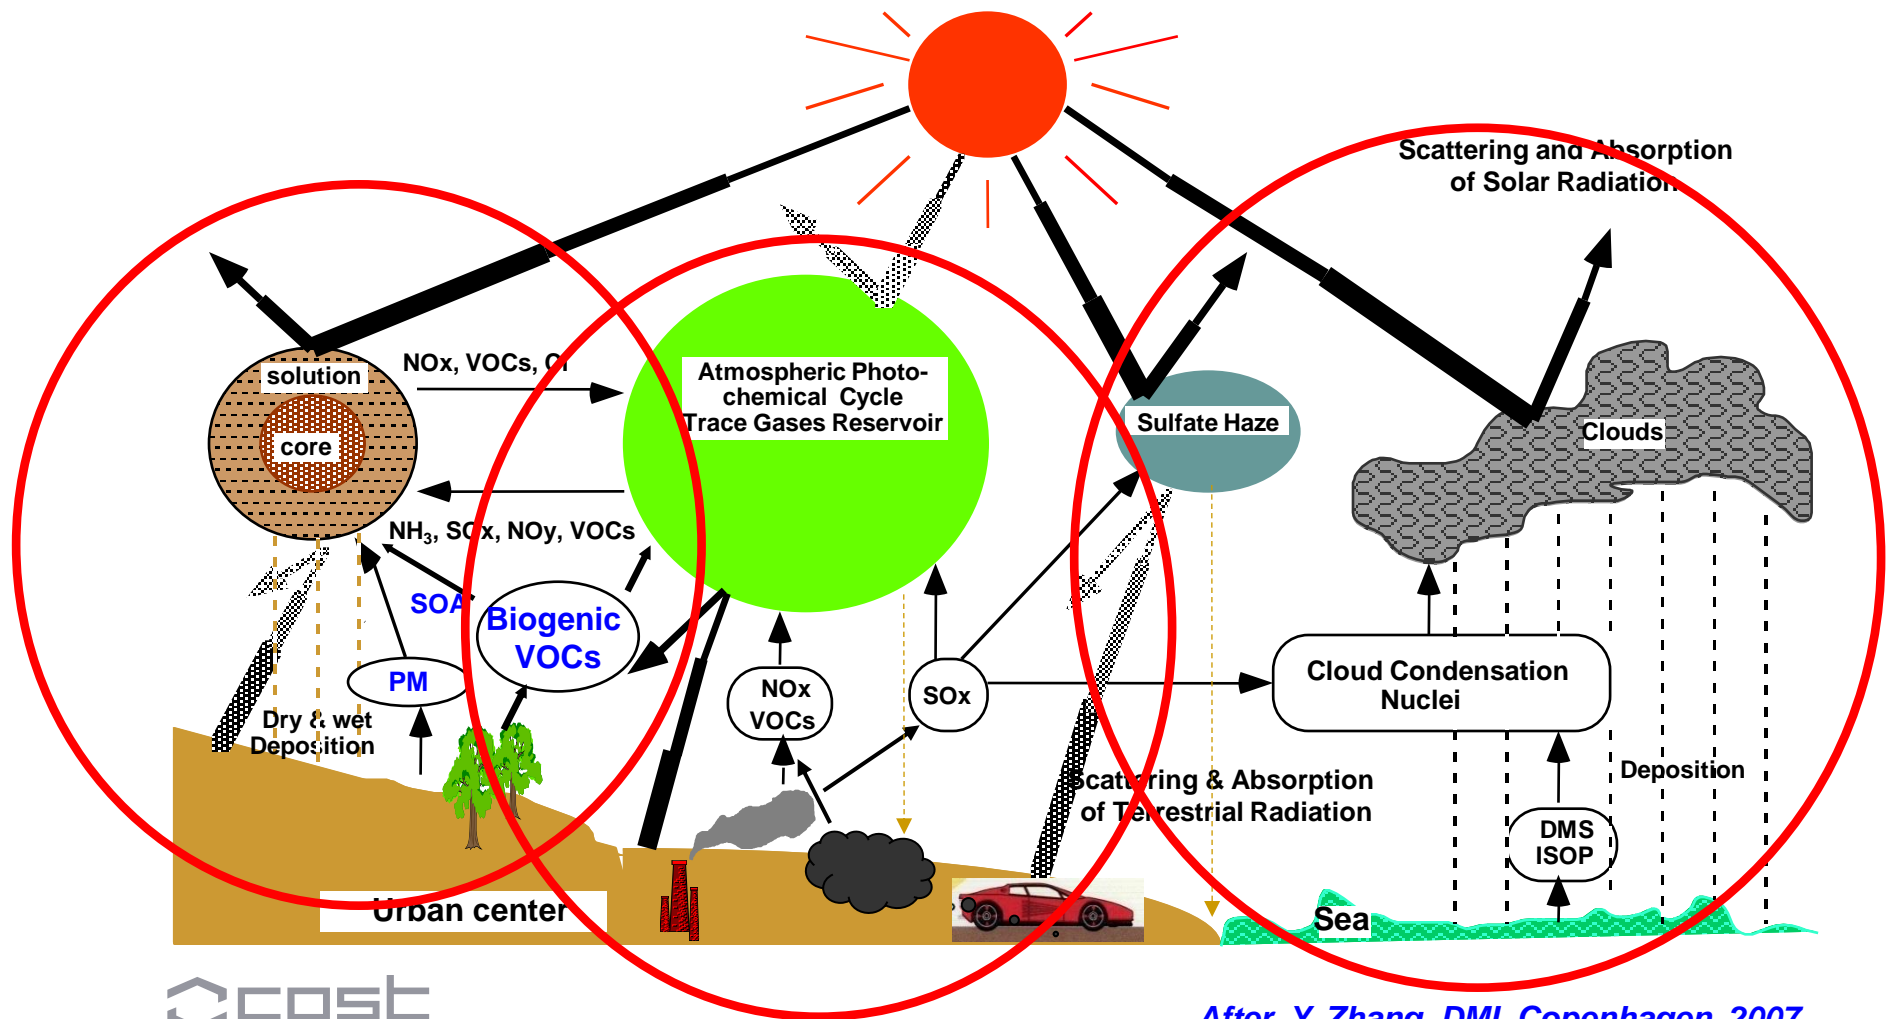 Scattering and Absorption
of Solar Radiation
solution
core
NOx, VOCs, Cl
Atmospheric Photo-
chemical Cycle
Trace Gases Reservoir
Sulfate Haze
Clouds
NH₃, SOx, NOy, VOCs
SOA
Biogenic
VOCs
PM
NOx
VOCs
SOx
Cloud Condensation
Nuclei
Dry & wet
Deposition
Scattering & Absorption
of Terrestrial Radiation
Deposition
DMS
ISOP
Urban center
Sea
cost
After Y. Zhang, DMI, Copenhagen, 2007